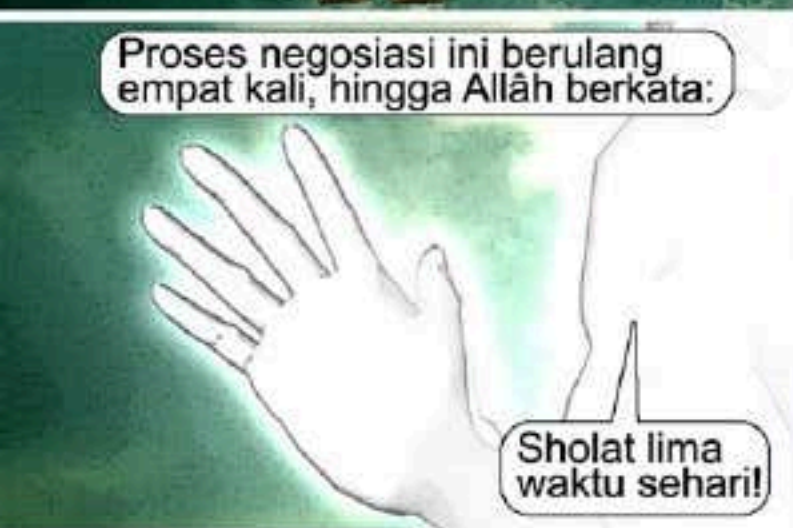 Proses negosiasi ini berulang
empat kali, hingga Allâh berkata:
Sholat lima
waktu sehari!